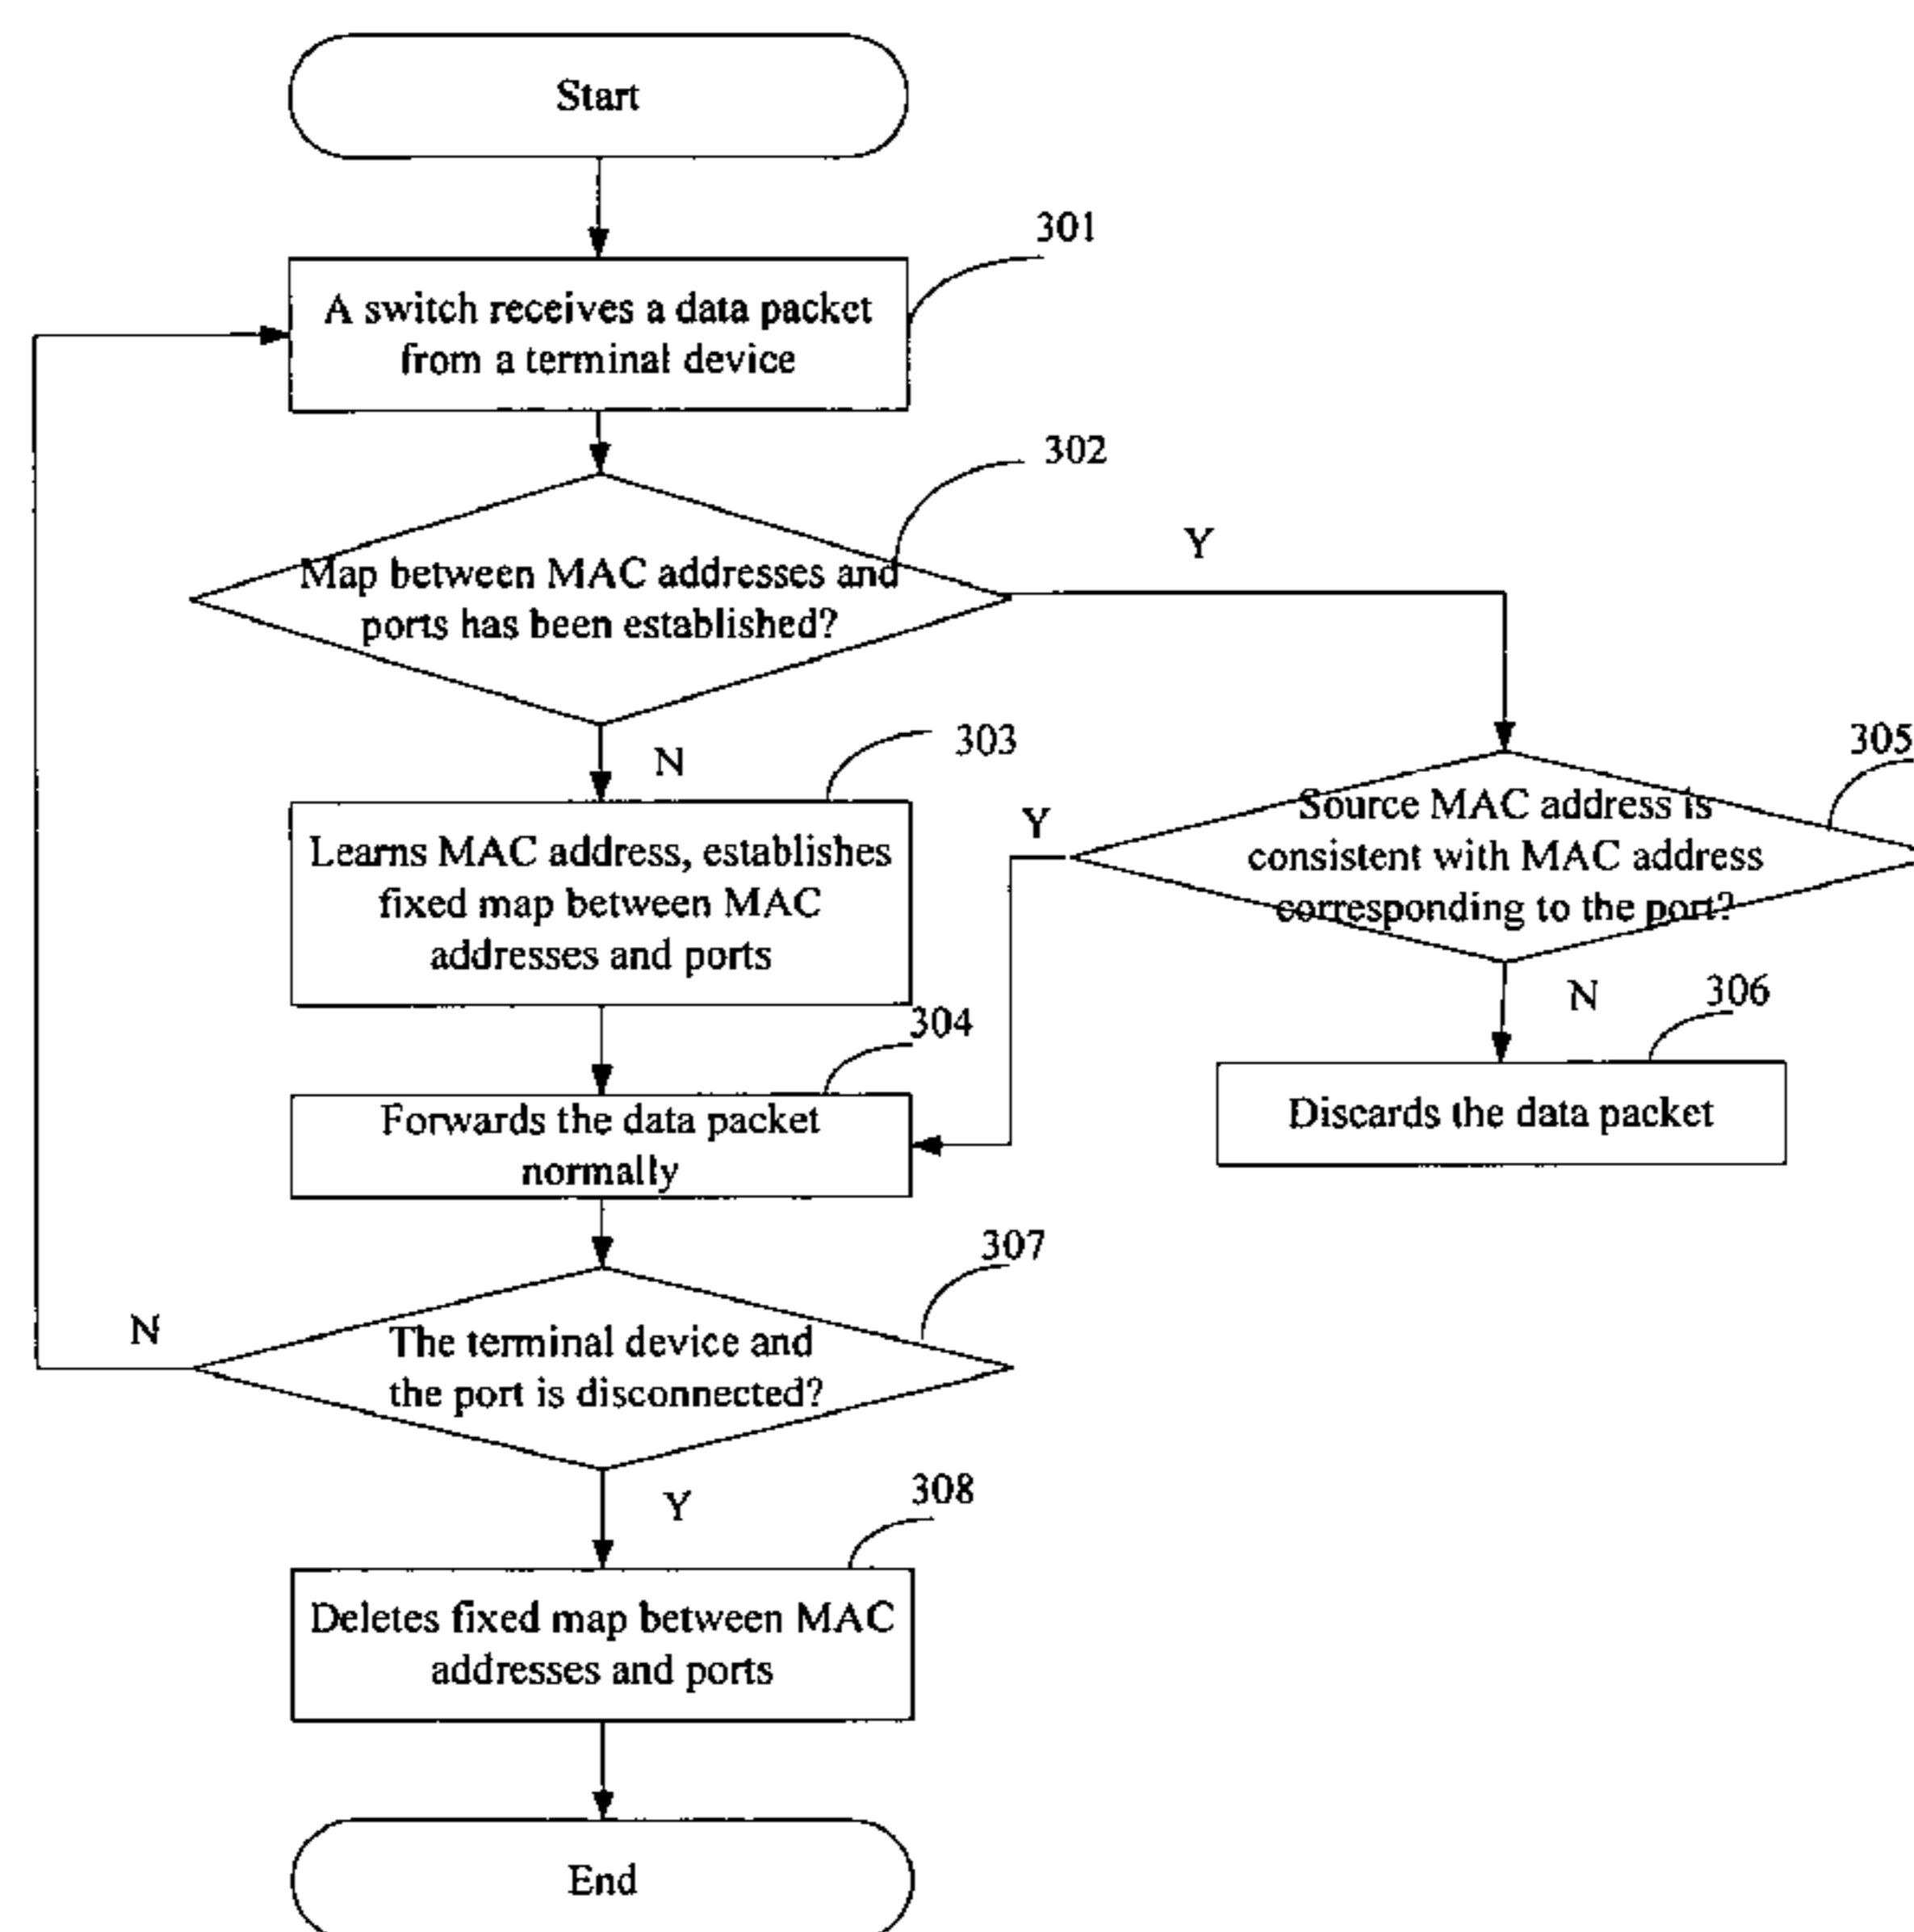 Start
301
A switch receives a data packet
from a terminal device
302
Map between MAC addresses and
ports has been established?
Y
N
303
Learns MAC address, establishes
fixed map between MAC
addresses and ports
305
Source MAC address is
consistent with MAC address
corresponding to the port?
Y
N
306
Discards the data packet
304
Forwards the data packet
normally
307
The terminal device and
the port is disconnected?
N
Y
308
Deletes fixed map between MAC
addresses and ports
End